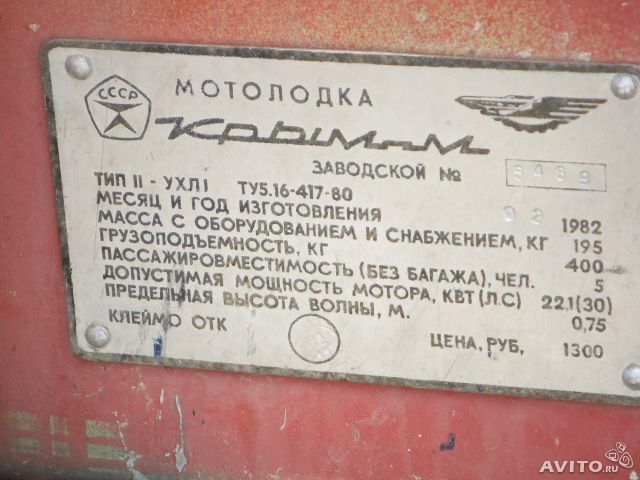 СССР
МОТОЛОДКА
КРЫМ-М
ЗАВОДСКОЙ № 5469
ТИП II - УХЛ1 ТУ5.16-417-80
МЕСЯЦ И ГОД ИЗГОТОВЛЕНИЯ 02 1982
МАССА С ОБОРУДОВАНИЕМ И СНАБЖЕНИЕМ, КГ 195
ГРУЗОПОДЪЕМНОСТЬ, КГ 400
ПАССАЖИРОВМЕСТИМОСТЬ (БЕЗ БАГАЖА), ЧЕЛ. 5
ДОПУСТИМАЯ МОЩНОСТЬ МОТОРА, КВТ (Л.С) 22.1(30)
ПРЕДЕЛЬНАЯ ВЫСОТА ВОЛНЫ, М. 0,75
КЛЕЙМО ОТК ЦЕНА, РУБ, 1300
AVITO.ru